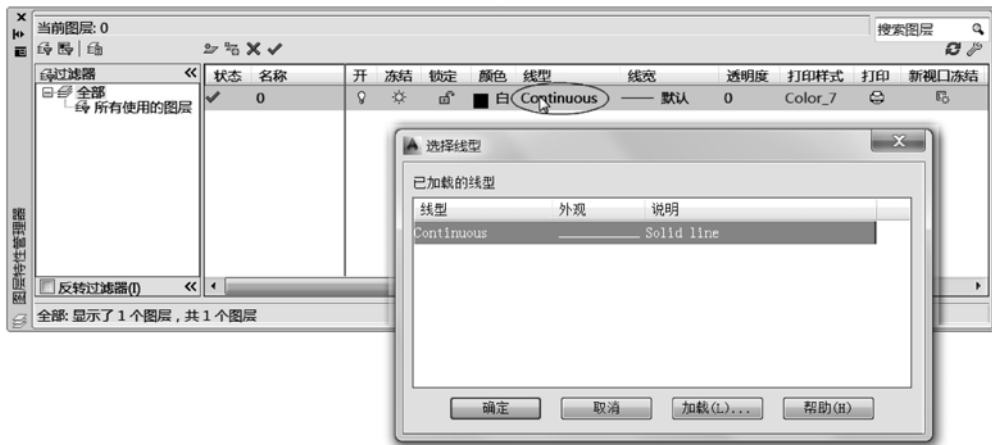 当前图层: 0
搜索图层
过滤器
状态 名称 开 冻结 锁定 颜色 线型 线宽 透明度 打印样式 打印 新视口冻结
全部
0 白 Continuous 默认 0 Color_7
所有使用的图层
选择线型
已加载的线型
线型 外观 说明
Continuous Solid line
反转过滤器(I)
全部: 显示了 1 个图层 , 共 1 个图层
确定 取消 加载(L)... 帮助(H)
图层特性管理器